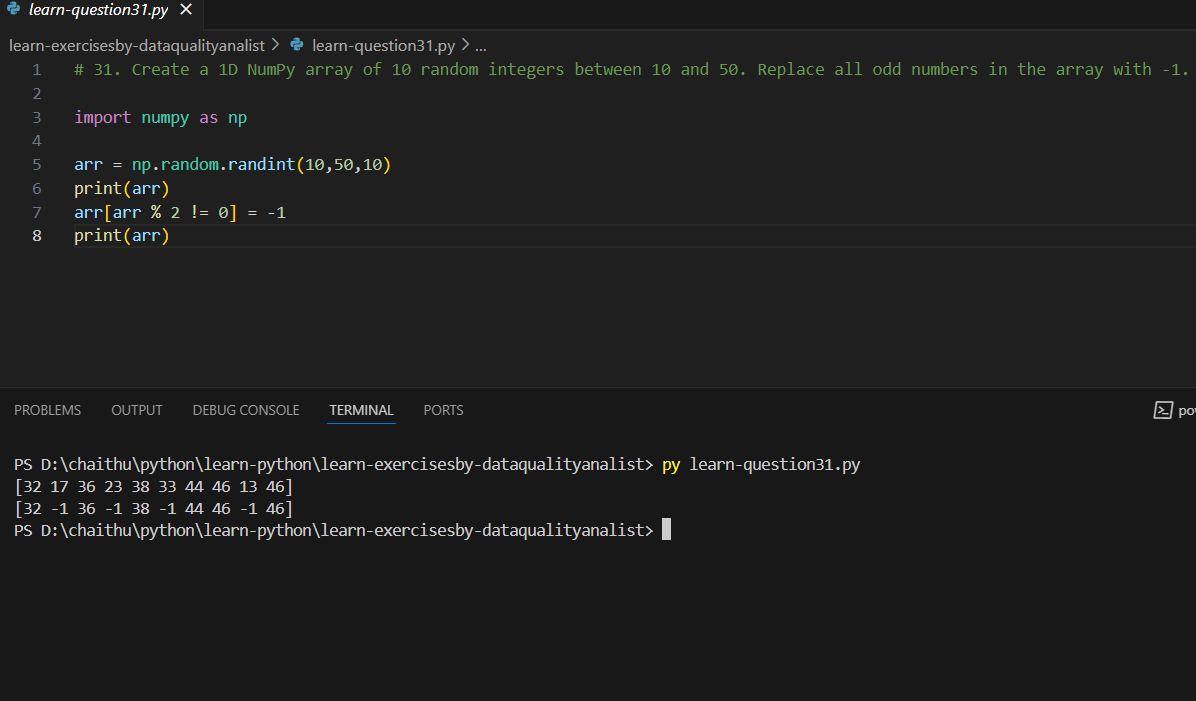 learn-question31.py
learn-exercisesby-dataqualityanalist > learn-question31.py > ...
1 # 31. Create a 1D NumPy array of 10 random integers between 10 and 50. Replace all odd numbers in the array with -1.
2
3 import numpy as np
4
5 arr = np.random.randint(10,50,10)
6 print(arr)
7 arr[arr % 2 != 0] = -1
8 print(arr)
PROBLEMS OUTPUT DEBUG CONSOLE TERMINAL PORTS
PS D:\chaithu\python\learn-python\learn-exercisesby-dataqualityanalist> py learn-question31.py
[32 17 36 23 38 33 44 46 13 46]
[32 -1 36 -1 38 -1 44 46 -1 46]
PS D:\chaithu\python\learn-python\learn-exercisesby-dataqualityanalist>